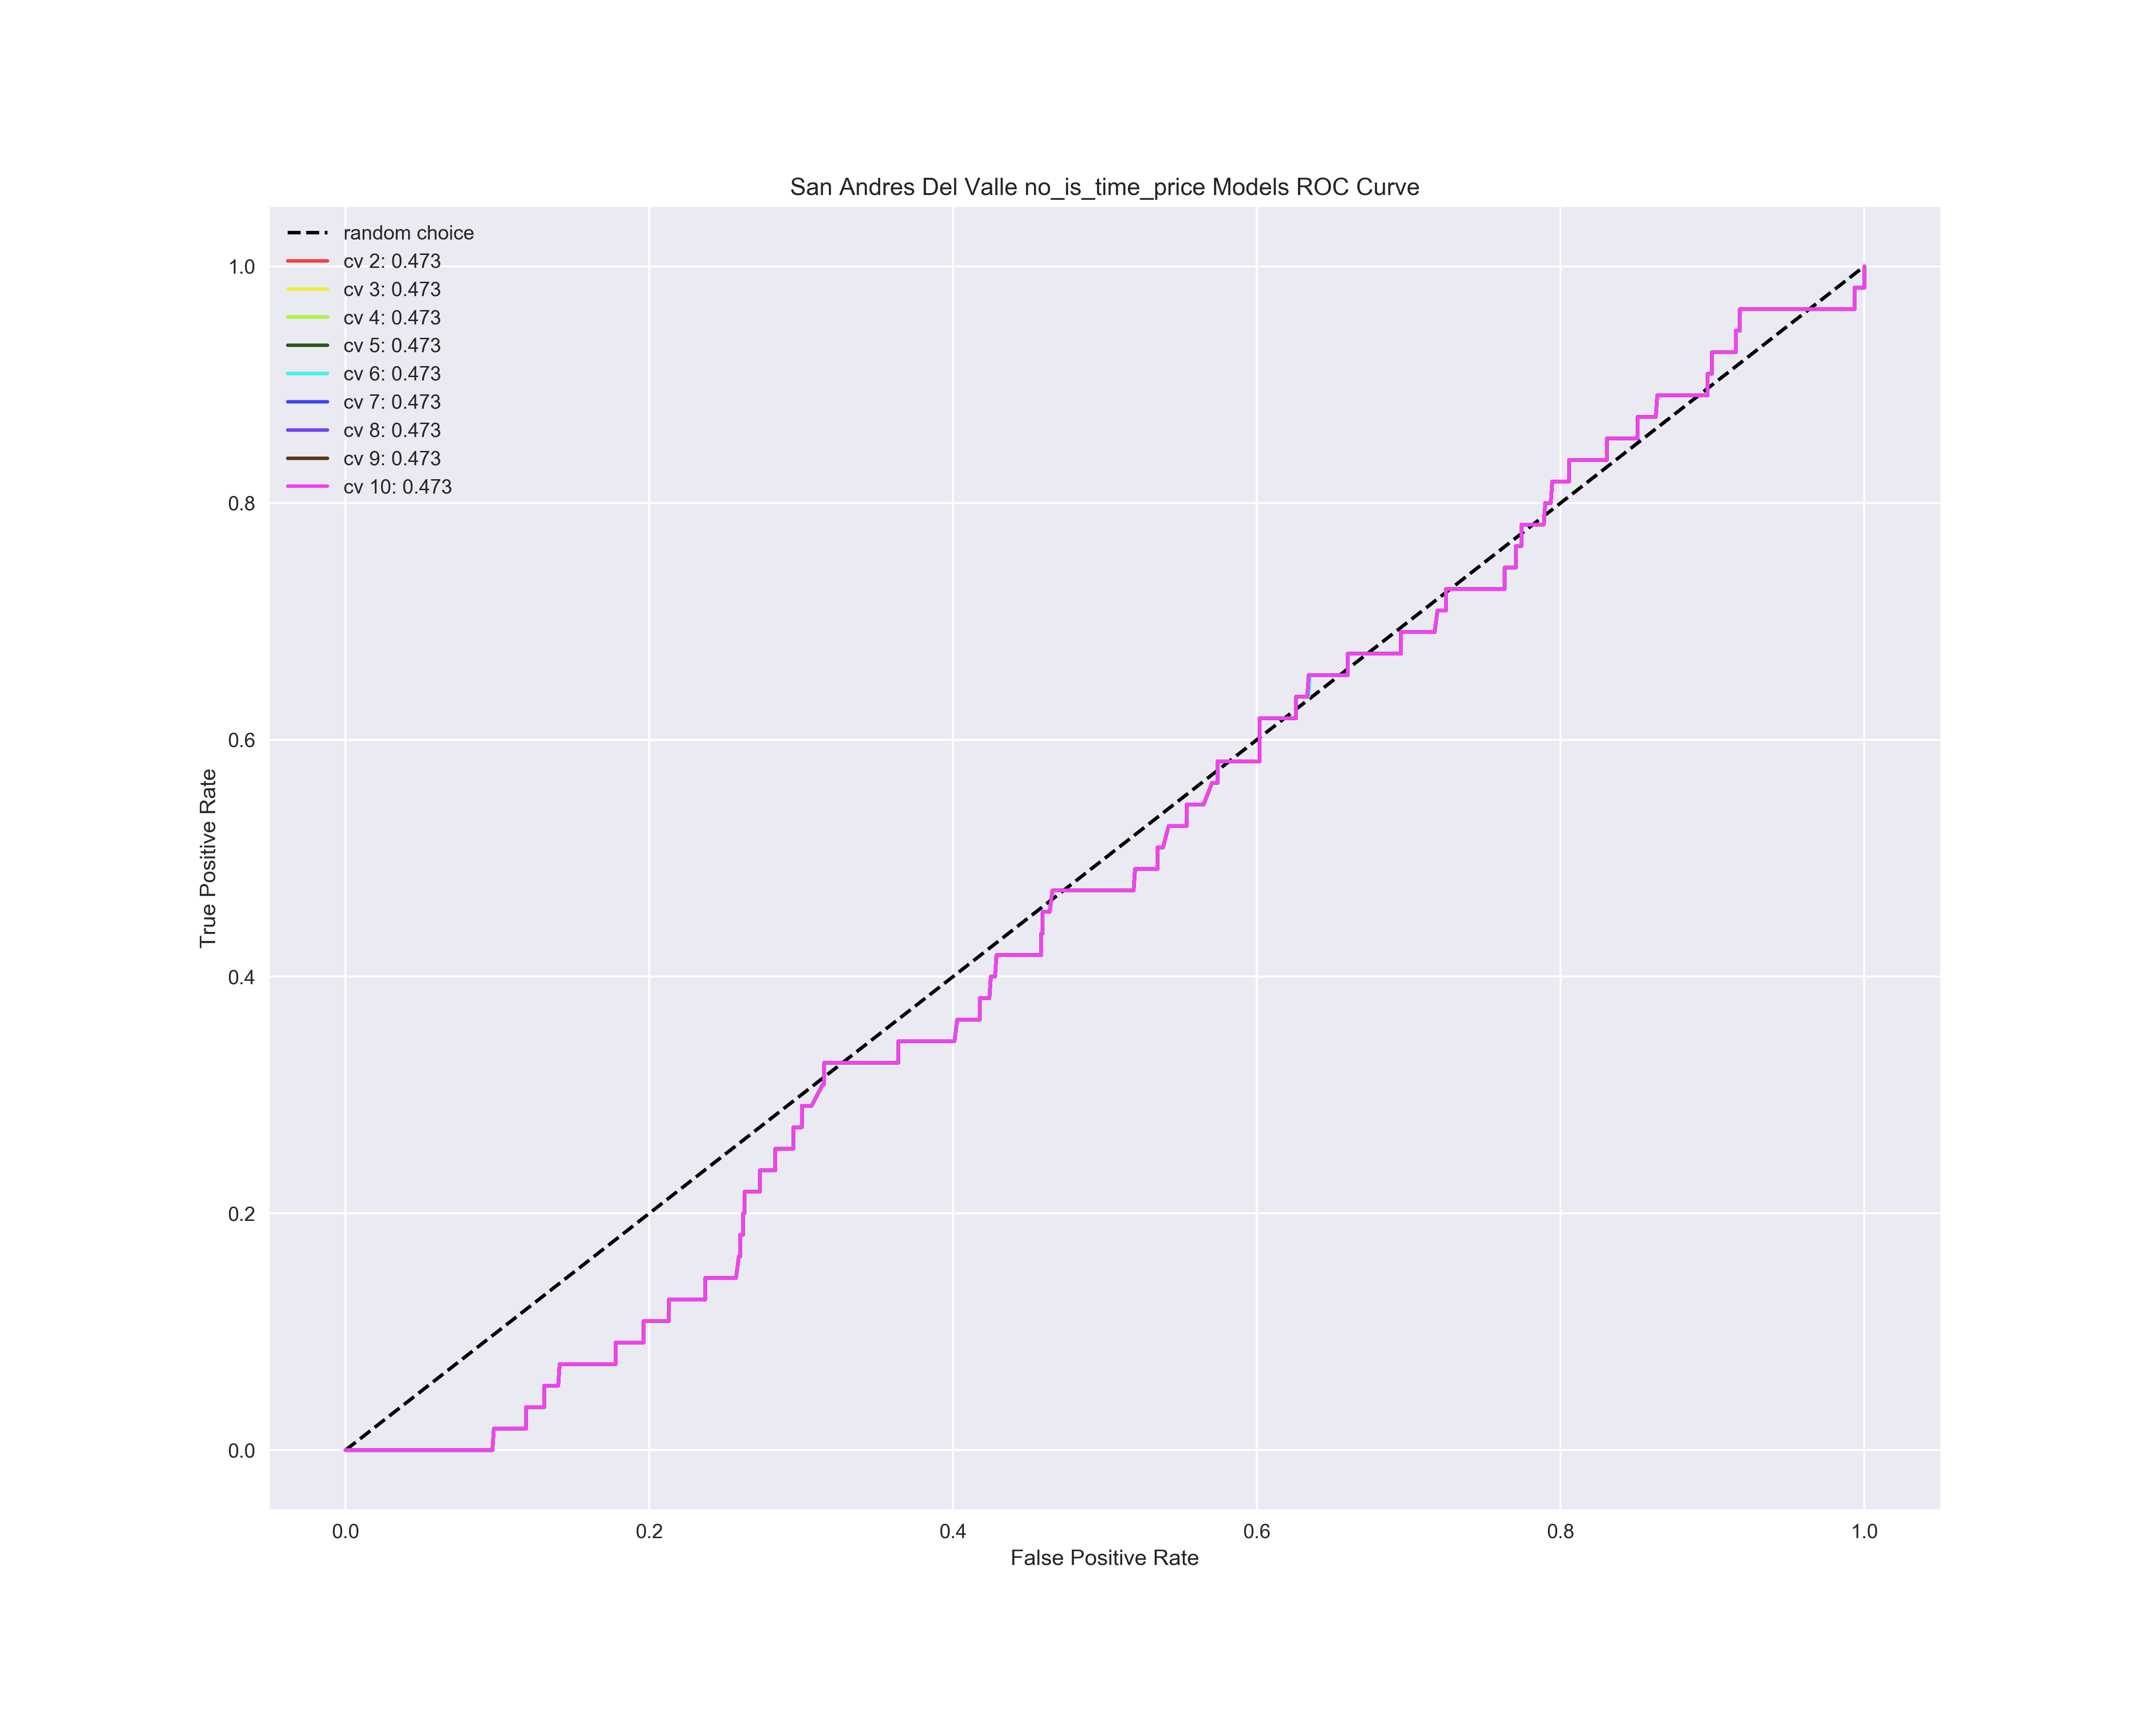 San Andres Del Valle no_is_time_price Models ROC Curve
random choice
cv 2: 0.473
cv 3: 0.473
cv 4: 0.473
cv 5: 0.473
cv 6: 0.473
cv 7: 0.473
cv 8: 0.473
cv 9: 0.473
cv 10: 0.473
1.0
0.8
0.6
0.4
0.2
0.0
True Positive Rate
0.0 0.2 0.4 0.6 0.8 1.0
False Positive Rate